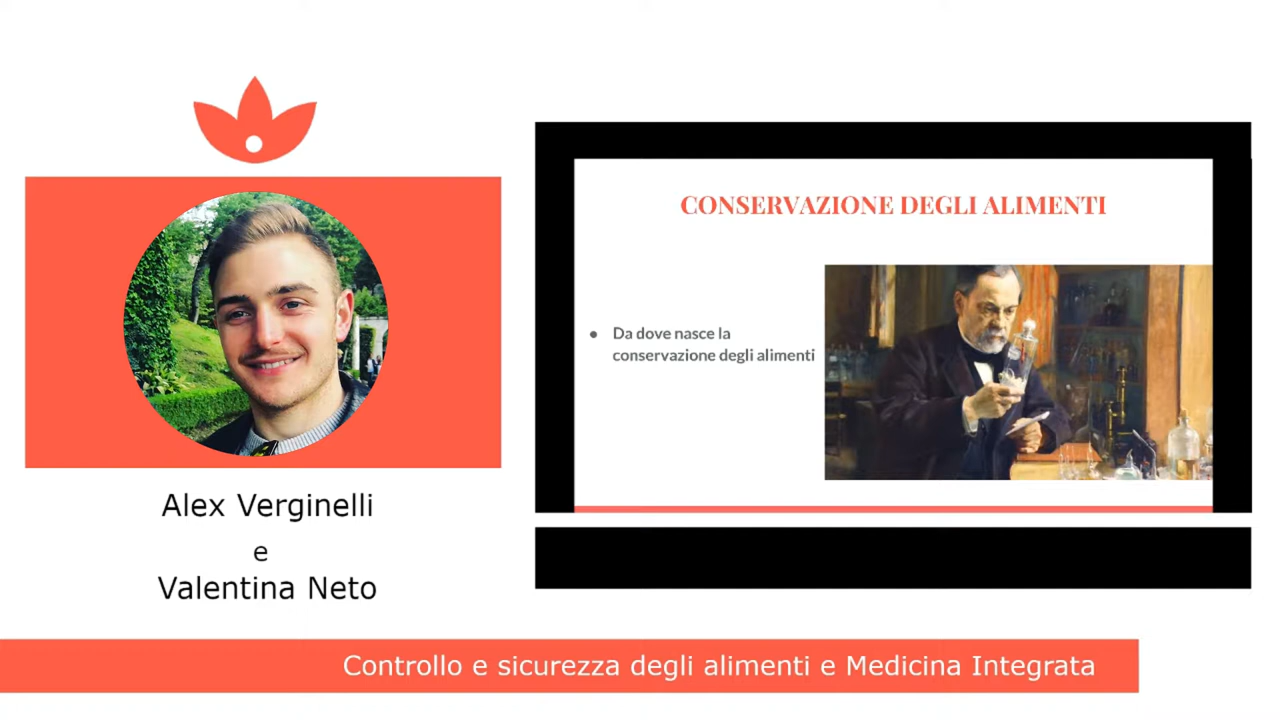 Alex Verginelli
e
Valentina Neto
CONSERVAZIONE DEGLI ALIMENTI
● Da dove nasce la
conservazione degli alimenti
Controllo e sicurezza degli alimenti e Medicina Integrata